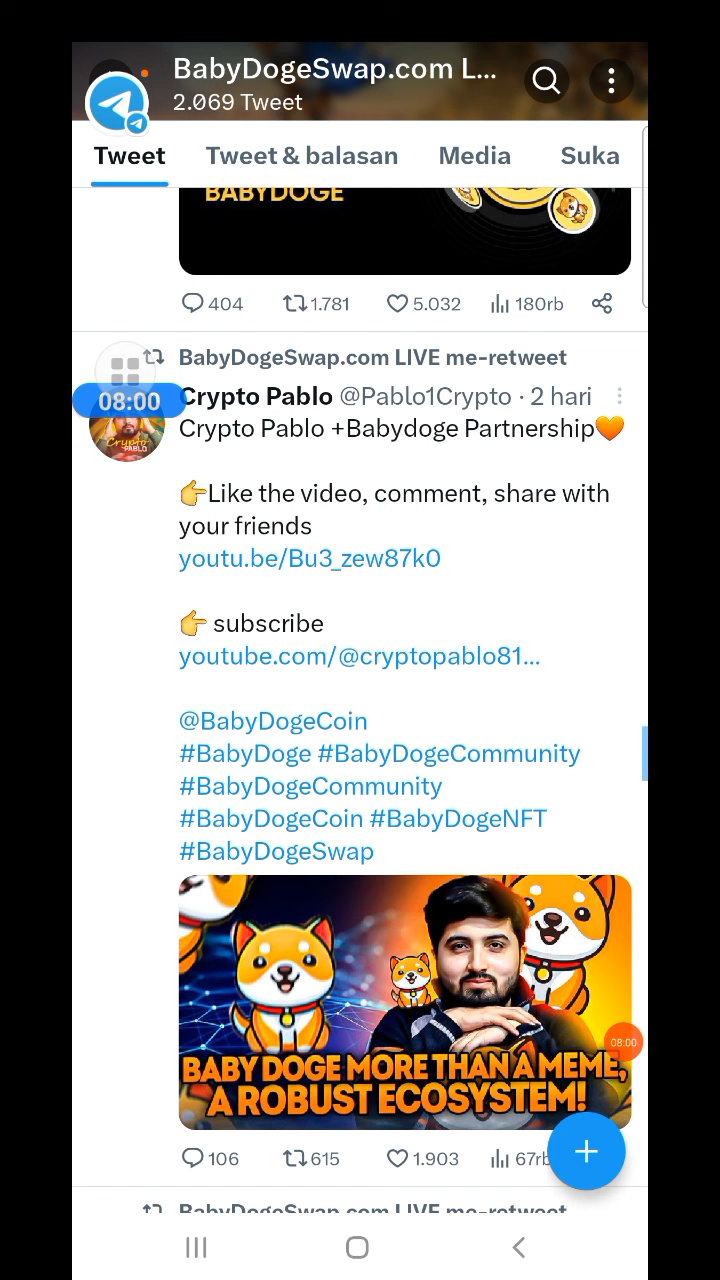 BabyDogeSwap.com L...
2.069 Tweet
Tweet Tweet & balasan Media Suka
BABYDOGE
404 1.781 5.032 180rb
BabyDogeSwap.com LIVE me-retweet
08:00
Crypto Pablo @Pablo1Crypto · 2 hari
Crypto Pablo +Babydoge Partnership🧡
Crypto
PABLO
👉Like the video, comment, share with
your friends
youtu.be/Bu3_zew87k0
👉 subscribe
youtube.com/@cryptopablo81...
@BabyDogeCoin
#BabyDoge #BabyDogeCommunity
#BabyDogeCommunity
#BabyDogeCoin #BabyDogeNFT
#BabyDogeSwap
08:00
BABY DOGE MORE THAN A MEME,
A ROBUST ECOSYSTEM!
106 615 1.903 67rb
BabyDogeSwap.com LIVE me-retweet